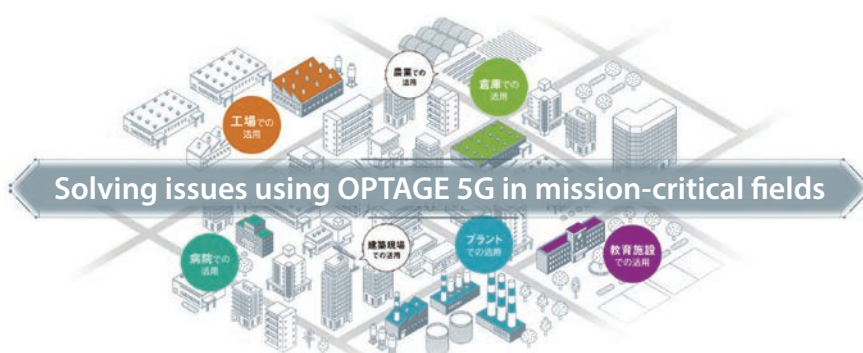 農業での
活用
倉庫での
活用
工場での
活用
Solving issues using OPTAGE 5G in mission-critical fields
病院での
活用
建築現場
での活用
プラント
での活用
教育施設
での活用